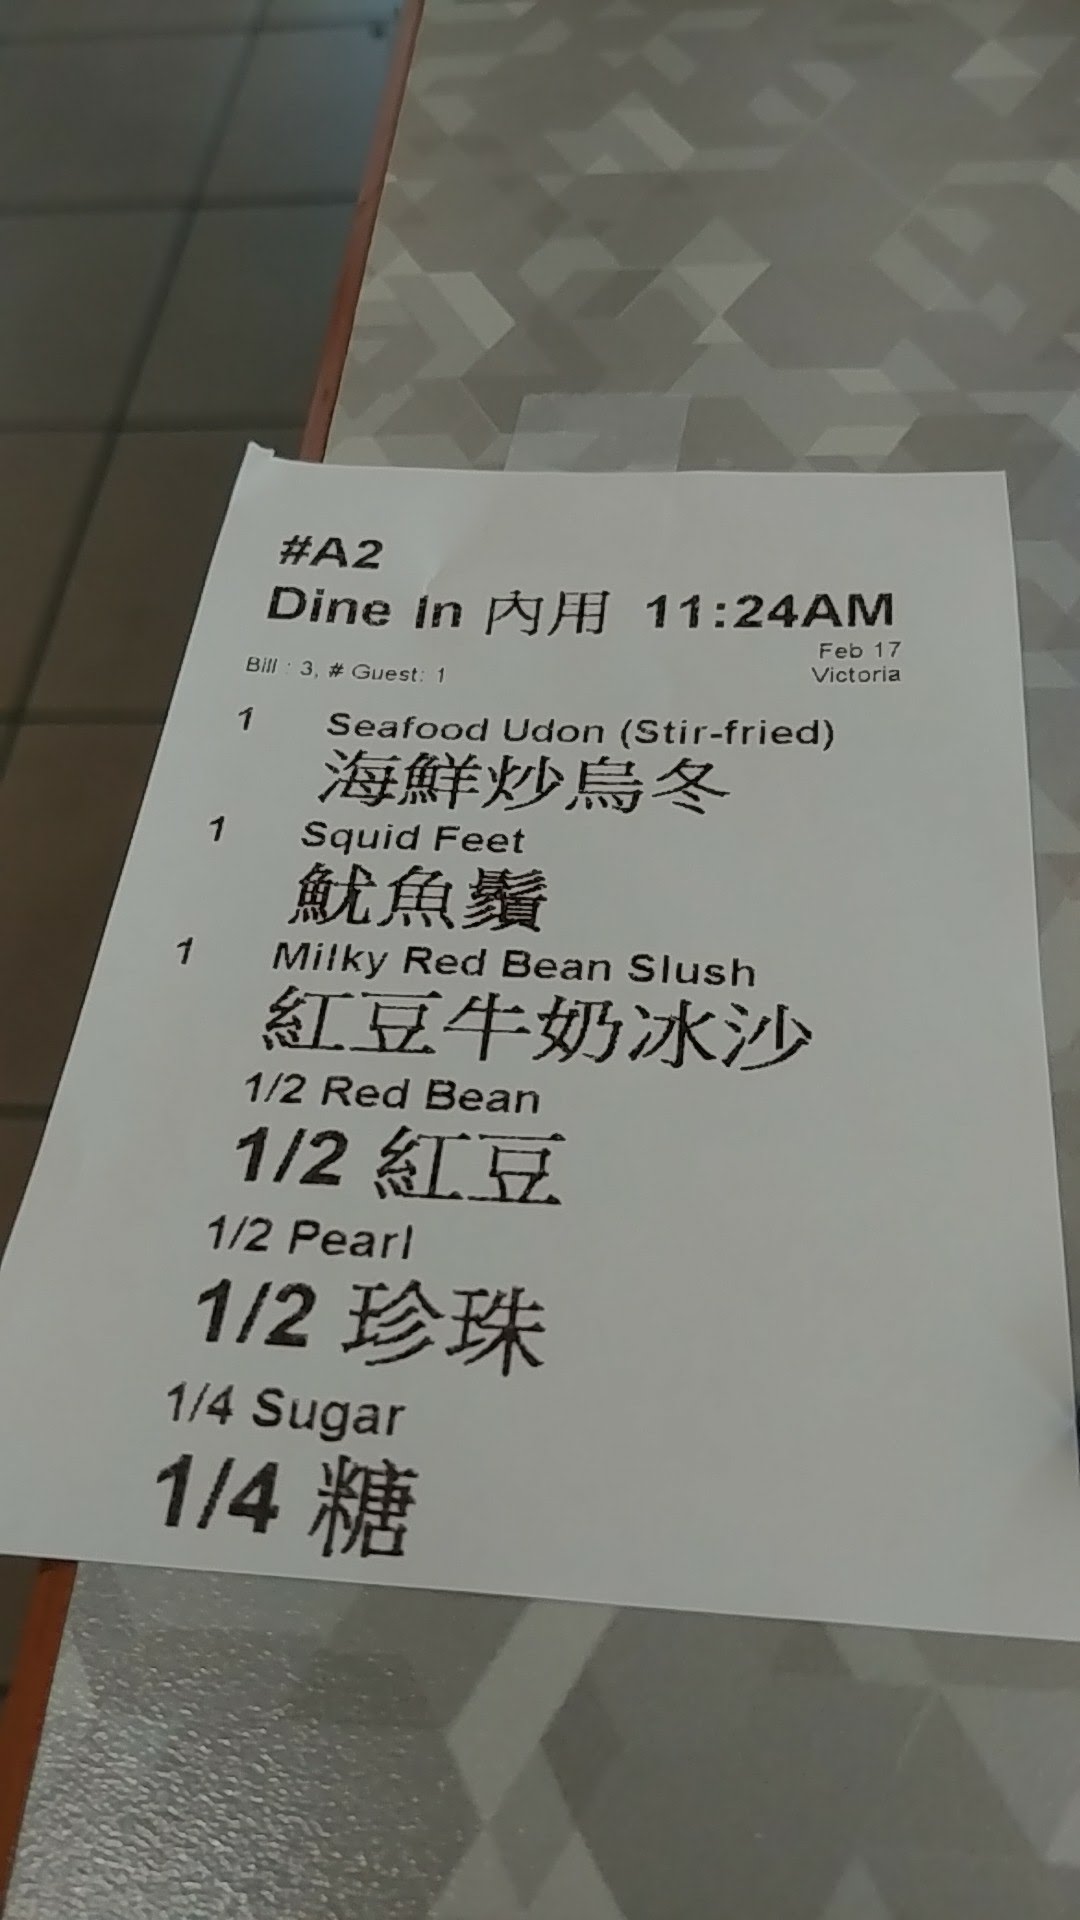 #A2
Dine In 內用 11:24AM
Feb 17
Bill : 3, # Guest: 1 Victoria
1 Seafood Udon (Stir-fried)
海鮮炒烏冬
1 Squid Feet
魷魚鬚
1 Milky Red Bean Slush
紅豆牛奶冰沙
1/2 Red Bean
1/2 紅豆
1/2 Pearl
1/2 珍珠
1/4 Sugar
1/4 糖